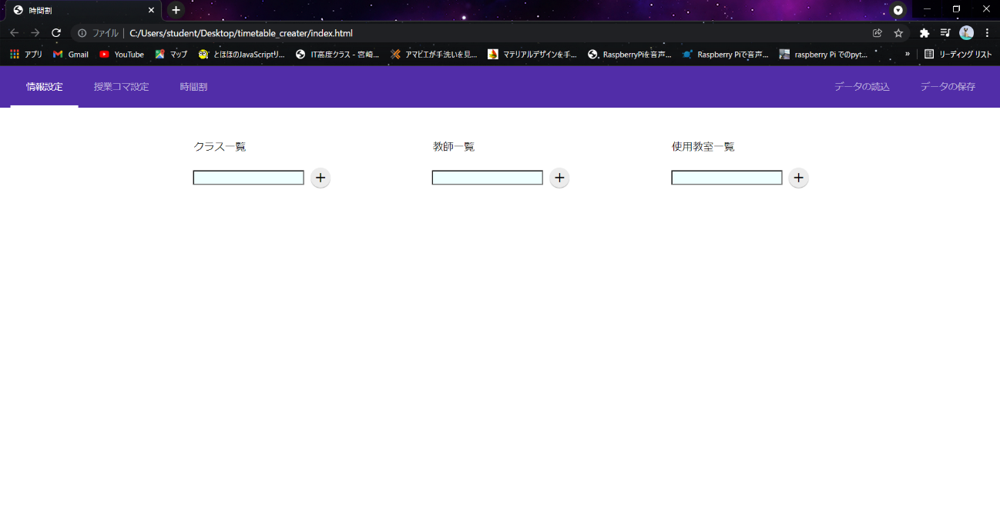 時間割
ファイル | C:/Users/student/Desktop/timetable_creater/index.html
アプリ Gmail YouTube マップ とほほのJavaScriptリ... IT高度クラス - 宮崎... アマビエが手洗いを見... マテリアルデザインを手... RaspberryPiを音声... Raspberry Piで音声... raspberry Pi でのpyt... » リーディング リスト
情報設定 授業コマ設定 時間割 データの読込 データの保存
クラス一覧 教師一覧 使用教室一覧
+ + +